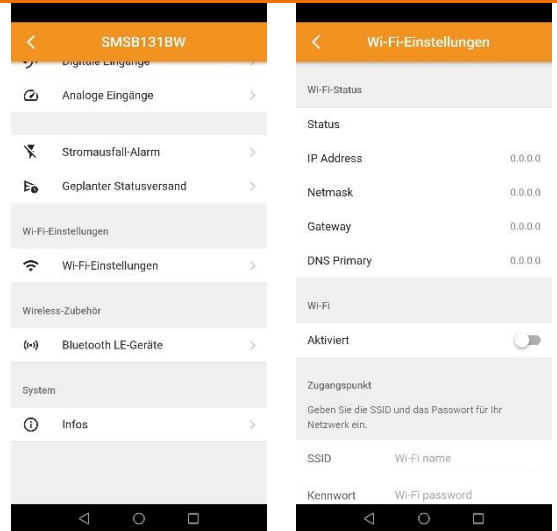 SMSB131BW
Digitale Eingänge
Analoge Eingänge
Stromausfall-Alarm
Geplanter Statusversand
Wi-Fi-Einstellungen
Wi-Fi-Einstellungen
Wireless-Zubehör
Bluetooth LE-Geräte
System
Infos
Wi-Fi-Einstellungen
Wi-Fi-Status
Status
IP Address 0.0.0.0
Netmask 0.0.0.0
Gateway 0.0.0.0
DNS Primary 0.0.0.0
Wi-Fi
Aktiviert
Zugangspunkt
Geben Sie die SSID und das Passwort für Ihr
Netzwerk ein.
SSID Wi-Fi name
Kennwort Wi-Fi password